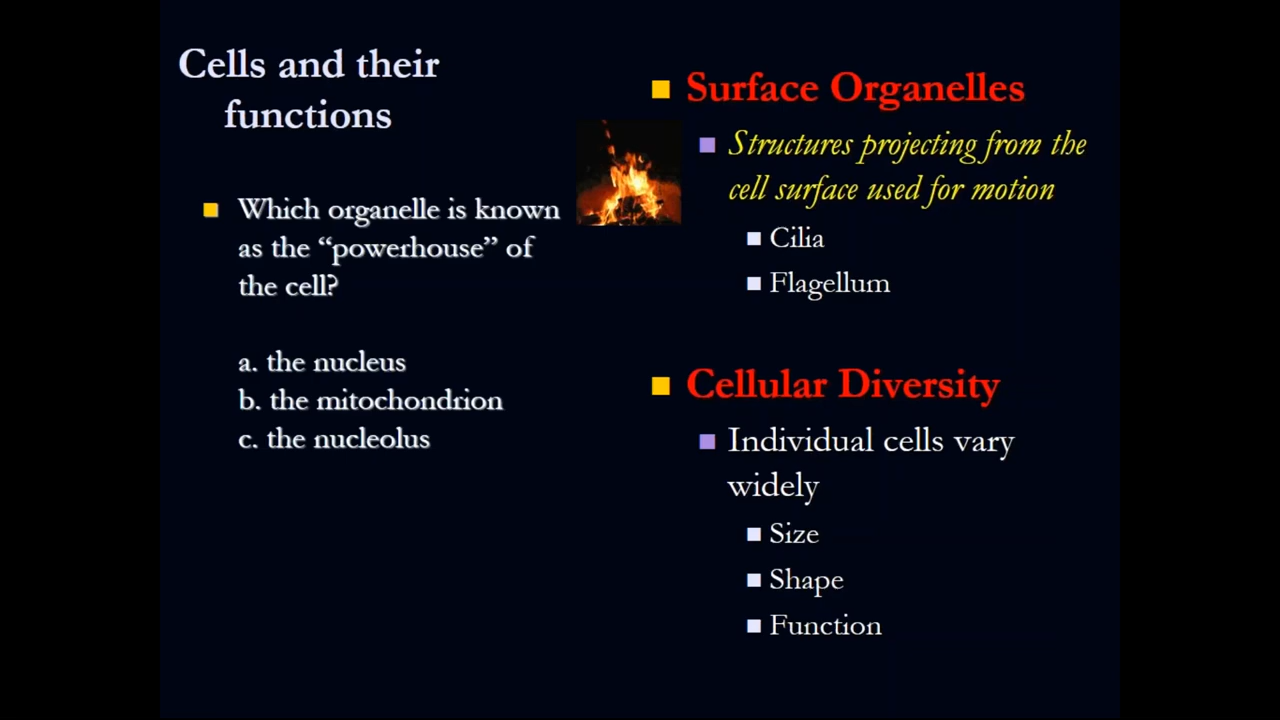 Cells and their
functions
Which organelle is known
as the “powerhouse” of
the cell?
a. the nucleus
b. the mitochondrion
c. the nucleolus
Surface Organelles
Structures projecting from the
cell surface used for motion
Cilia
Flagellum
Cellular Diversity
Individual cells vary
widely
Size
Shape
Function